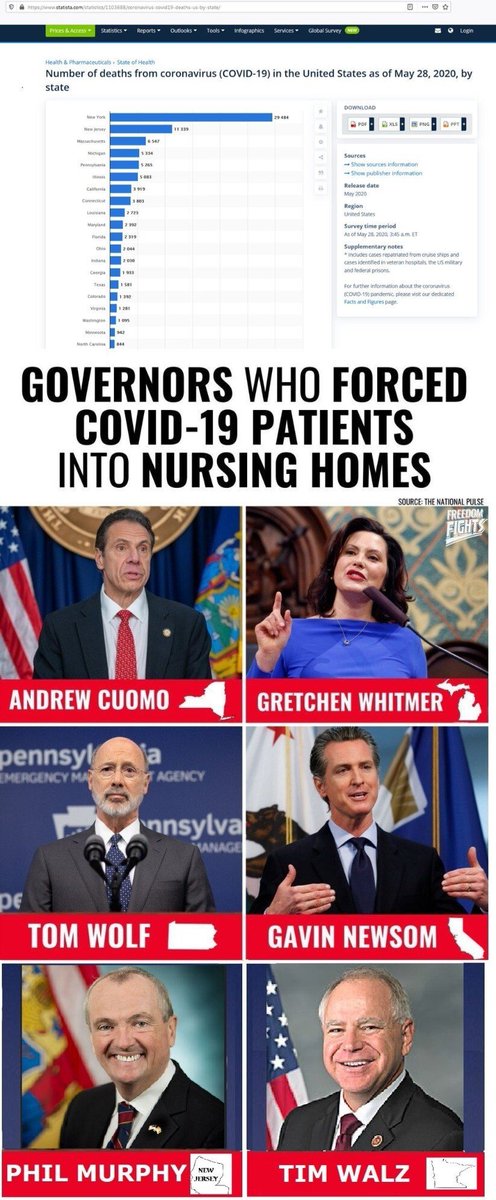 https://www.statista.com/statistics/1103688/coronavirus-covid19-deaths-us-by-state/
Prices & Access
Statistics
Reports
Outlooks
Tools
Infographics
Services
Global Survey
NEW
Login
Health & Pharmaceuticals › State of Health
Number of deaths from coronavirus (COVID-19) in the United States as of May 28, 2020, by
state
New York 29 484
New Jersey 11 339
Massachusetts 6 547
Michigan 5 334
Pennsylvania 5 265
Illinois 5 083
California 3 919
Connecticut 3 803
Louisiana 2 723
Maryland 2 392
Florida 2 319
Ohio 2 044
Indiana 2 030
Georgia 1 933
Texas 1 581
Colorado 1 392
Virginia 1 281
Washington 1 095
Minnesota 962
North Carolina 844
DOWNLOAD
PDF
XLS
PNG
PPT
Sources
→ Show sources information
→ Show publisher information
Release date
May 2020
Region
United States
Survey time period
As of May 28, 2020, 3:45 a.m. ET
Supplementary notes
* Includes cases repatriated from cruise ships and
cases identified in veteran hospitals, the US military
and federal prisons.
For further information about the coronavirus
(COVID-19) pandemic, please visit our dedicated
Facts and Figures page.
GOVERNORS WHO FORCED
COVID-19 PATIENTS
INTO NURSING HOMES
SOURCE: THE NATIONAL PULSE
FREEDOM
FIGHTS
ANDREW CUOMO
GRETCHEN WHITMER
pennsylvania
EMERGENCY MA AGENCY
pennsylva
MANAGE
pe
TOM WOLF
GAVIN NEWSOM
PHIL MURPHY
NEW
JERSEY
TIM WALZ